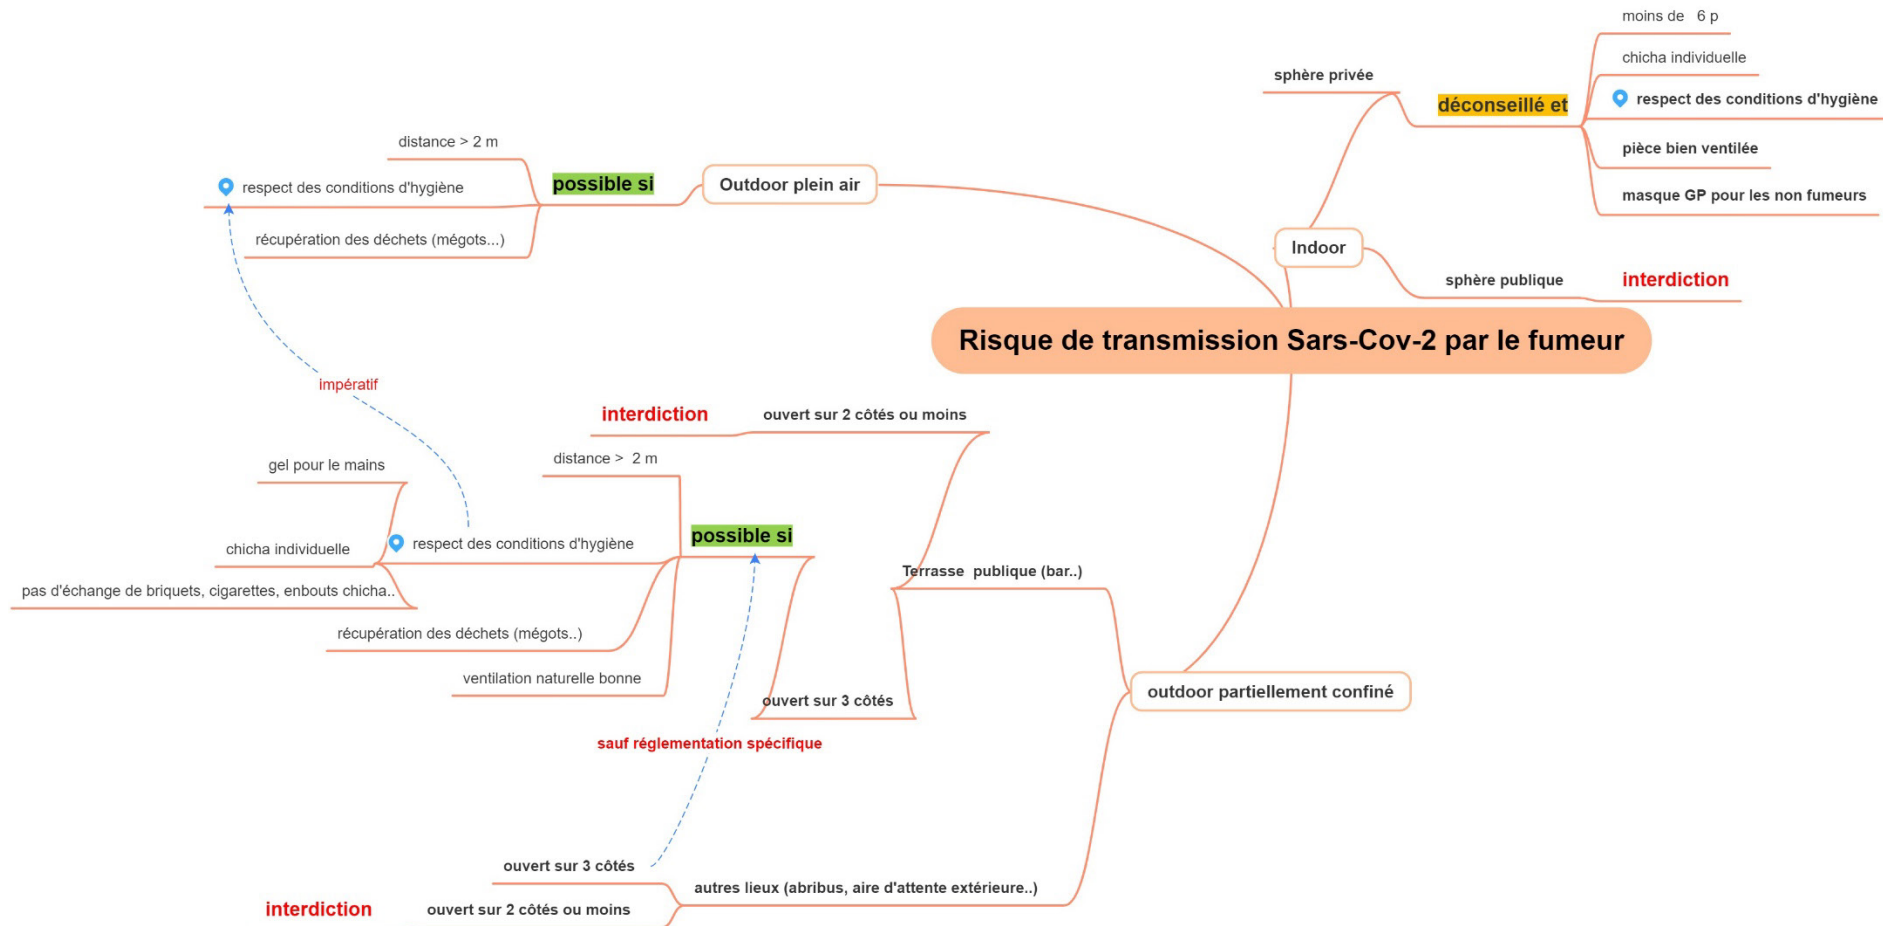 moins de 6 p
sphère privée
chicha individuelle
déconseillé et
respect des conditions d'hygiène
pièce bien ventilée
masque GP pour les non fumeurs
distance > 2 m
respect des conditions d'hygiène
possible si
Outdoor plein air
récupération des déchets (mégots...)
Indoor
sphère publique
interdiction
Risque de transmission Sars-Cov-2 par le fumeur
impératif
interdiction
ouvert sur 2 côtés ou moins
distance > 2 m
gel pour le mains
possible si
chicha individuelle
respect des conditions d'hygiène
pas d'échange de briquets, cigarettes, enbouts chicha..
Terrasse publique (bar..)
récupération des déchets (mégots..)
ventilation naturelle bonne
ouvert sur 3 côtés
outdoor partiellement confiné
sauf réglementation spécifique
ouvert sur 3 côtés
autres lieux (abribus, aire d'attente extérieure..)
interdiction
ouvert sur 2 côtés ou moins